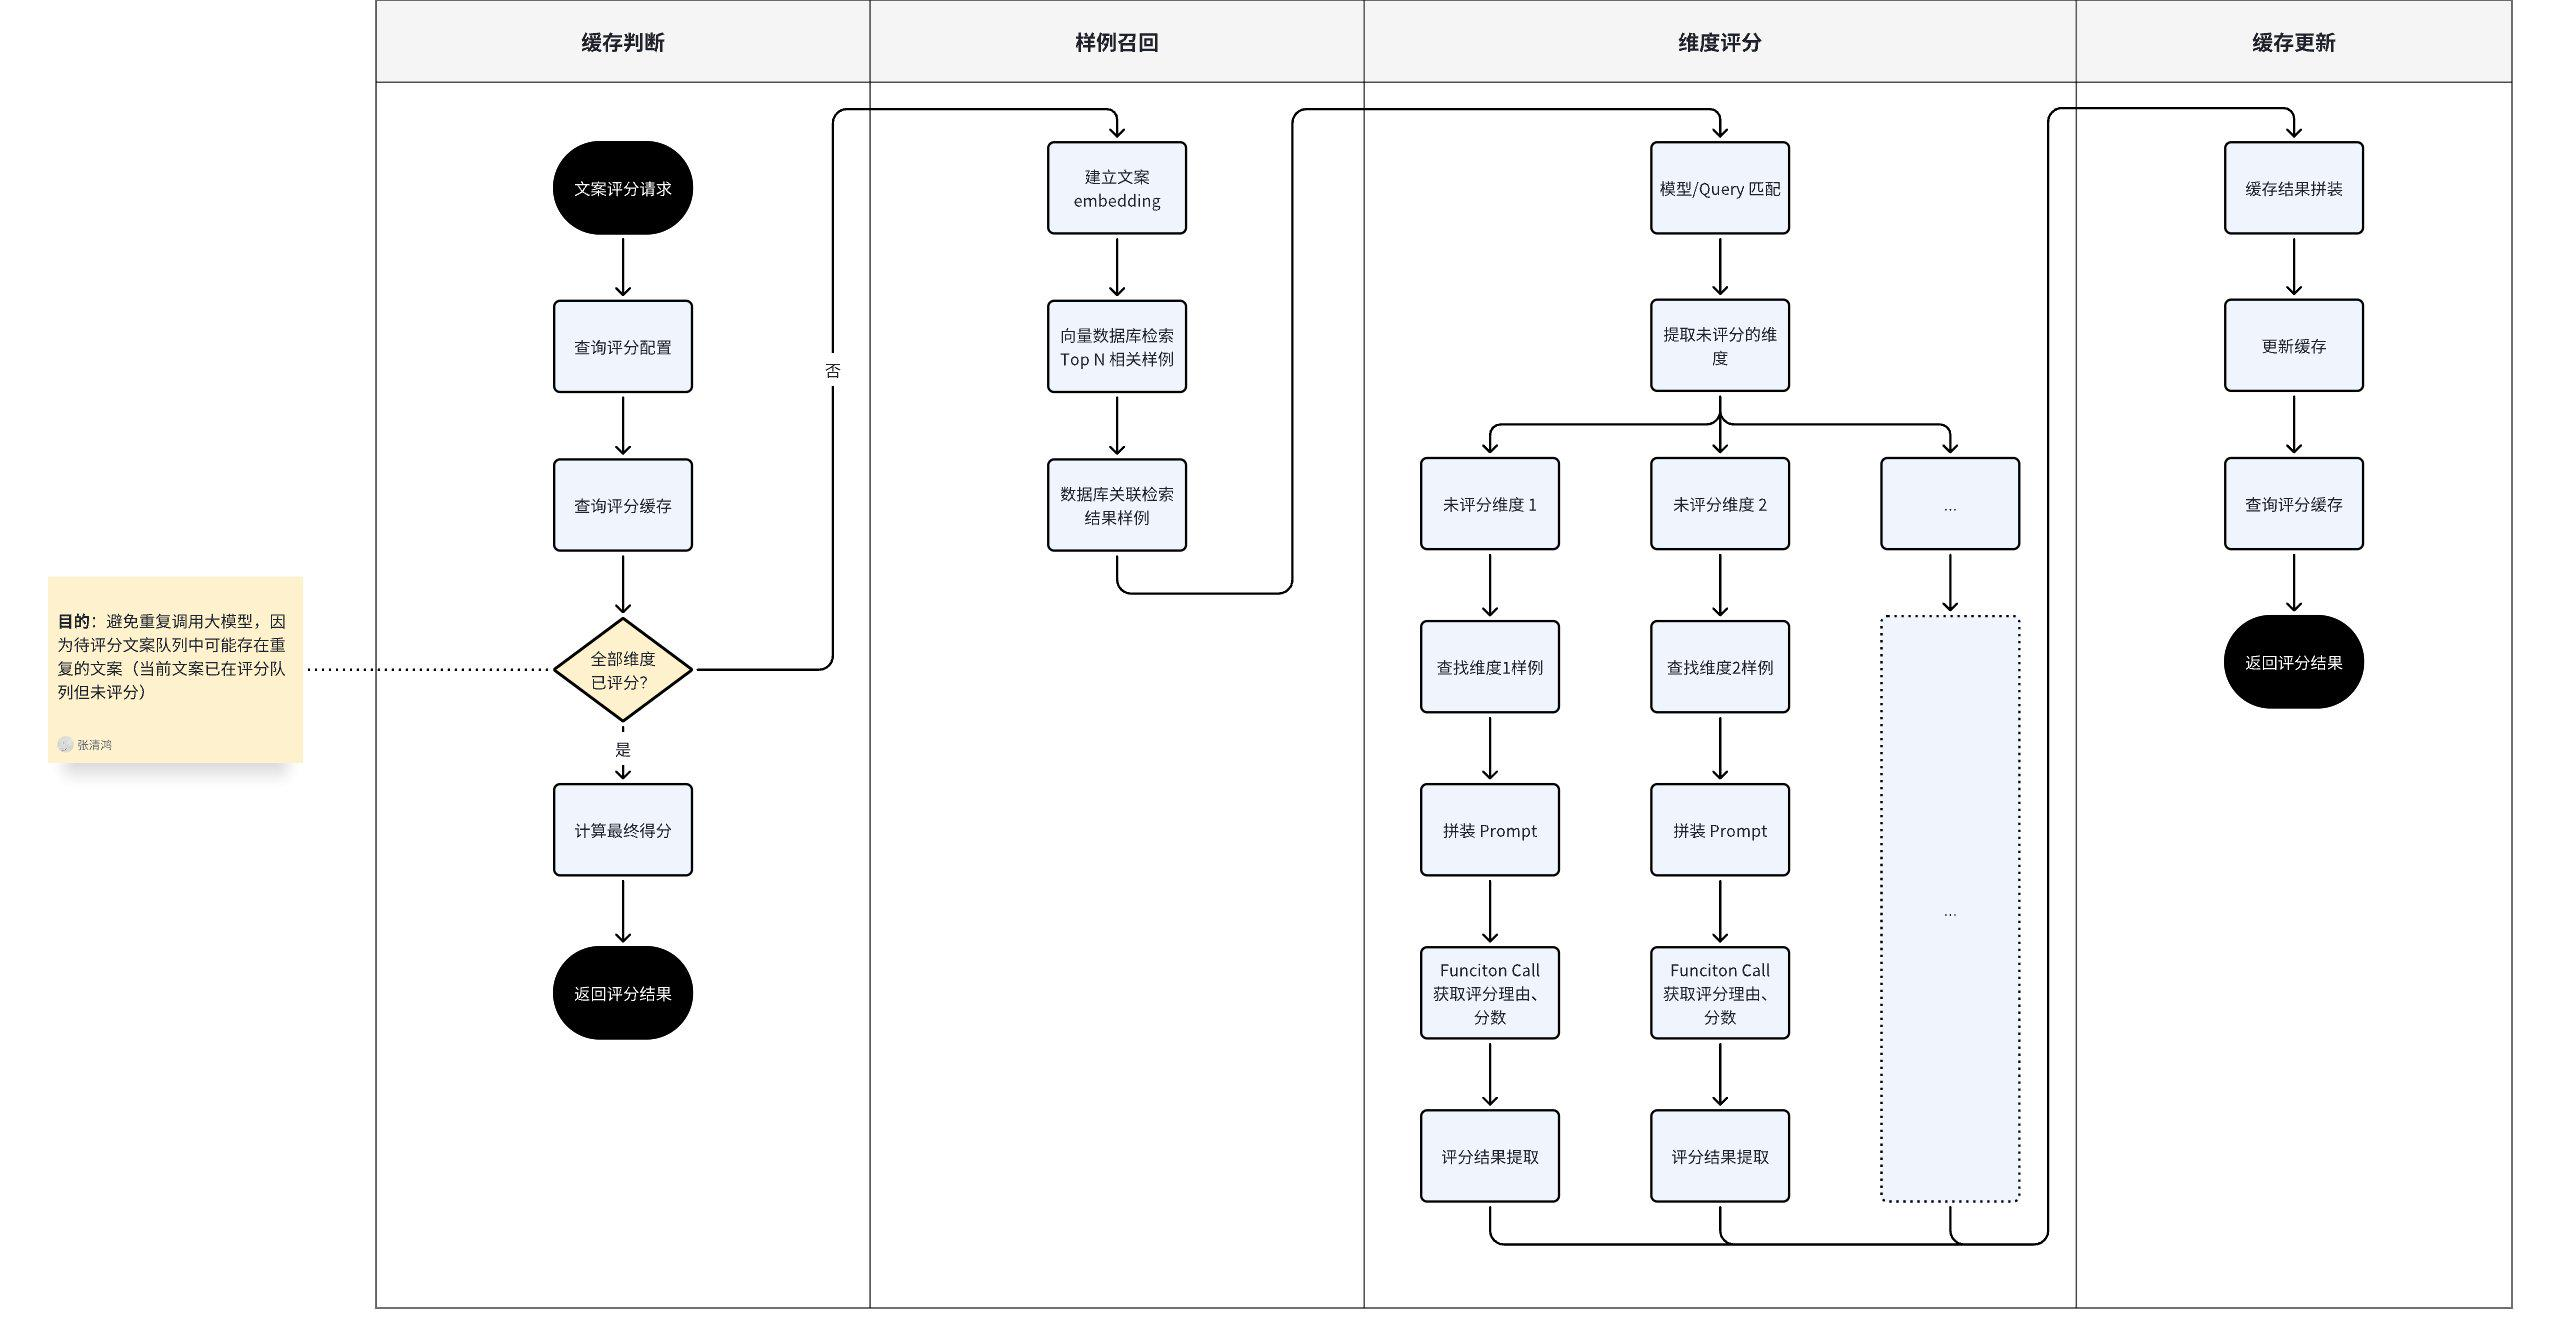 缓存判断
样例召回
维度评分
缓存更新
文案评分请求
查询评分配置
查询评分缓存
全部维度
已评分？
是
否
计算最终得分
返回评分结果
目的：避免重复调用大模型，因
为待评分文案队列中可能存在重
复的文案（当前文案已在评分队
列但未评分）
张清鸿
建立文案
embedding
向量数据库检索
Top N 相关样例
数据库关联检索
结果样例
模型/Query 匹配
提取未评分的维
度
未评分维度 1
查找维度1样例
拼装 Prompt
Funciton Call
获取评分理由、
分数
评分结果提取
未评分维度 2
查找维度2样例
拼装 Prompt
Funciton Call
获取评分理由、
分数
评分结果提取
...
...
缓存结果拼装
更新缓存
查询评分缓存
返回评分结果